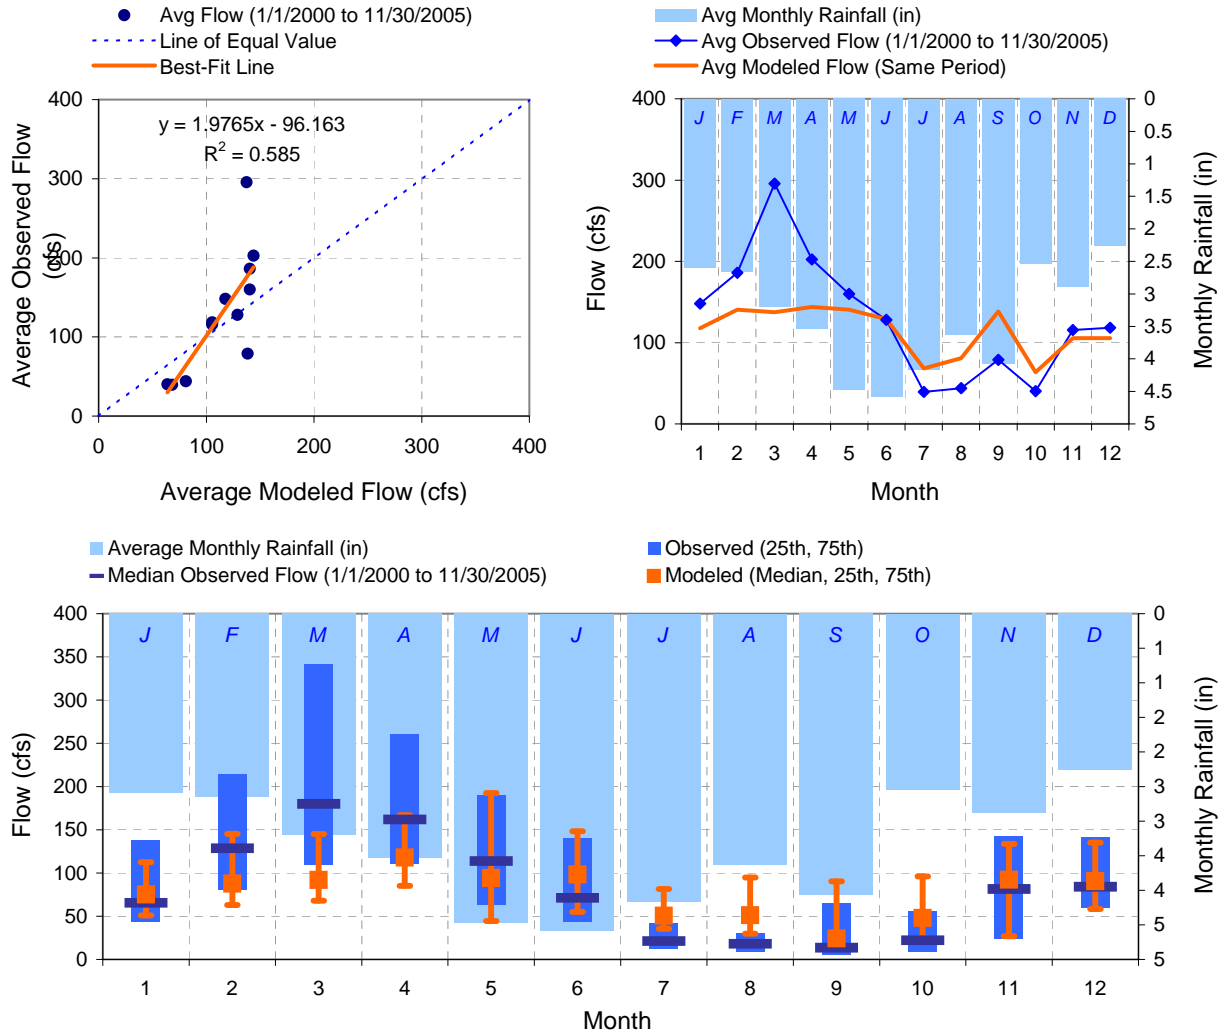 Avg Flow (1/1/2000 to 11/30/2005)
Line of Equal Value
Best-Fit Line
y = 1.9765x - 96.163
R² = 0.585
400
300
200
100
0
0 100 200 300 400
Average Observed Flow
(cfs)
Average Modeled Flow (cfs)
Avg Monthly Rainfall (in)
Avg Observed Flow (1/1/2000 to 11/30/2005)
Avg Modeled Flow (Same Period)
J F M A M J J A S O N D
400
300
200
100
0
Flow (cfs)
0
0.5
1
1.5
2
2.5
3
3.5
4
4.5
5
Monthly Rainfall (in)
1 2 3 4 5 6 7 8 9 10 11 12
Month
Average Monthly Rainfall (in)
Median Observed Flow (1/1/2000 to 11/30/2005)
Observed (25th, 75th)
Modeled (Median, 25th, 75th)
J F M A M J J A S O N D
400
350
300
250
200
150
100
50
0
Flow (cfs)
0
1
1
2
2
3
3
4
4
5
5
Monthly Rainfall (in)
1 2 3 4 5 6 7 8 9 10 11 12
Month